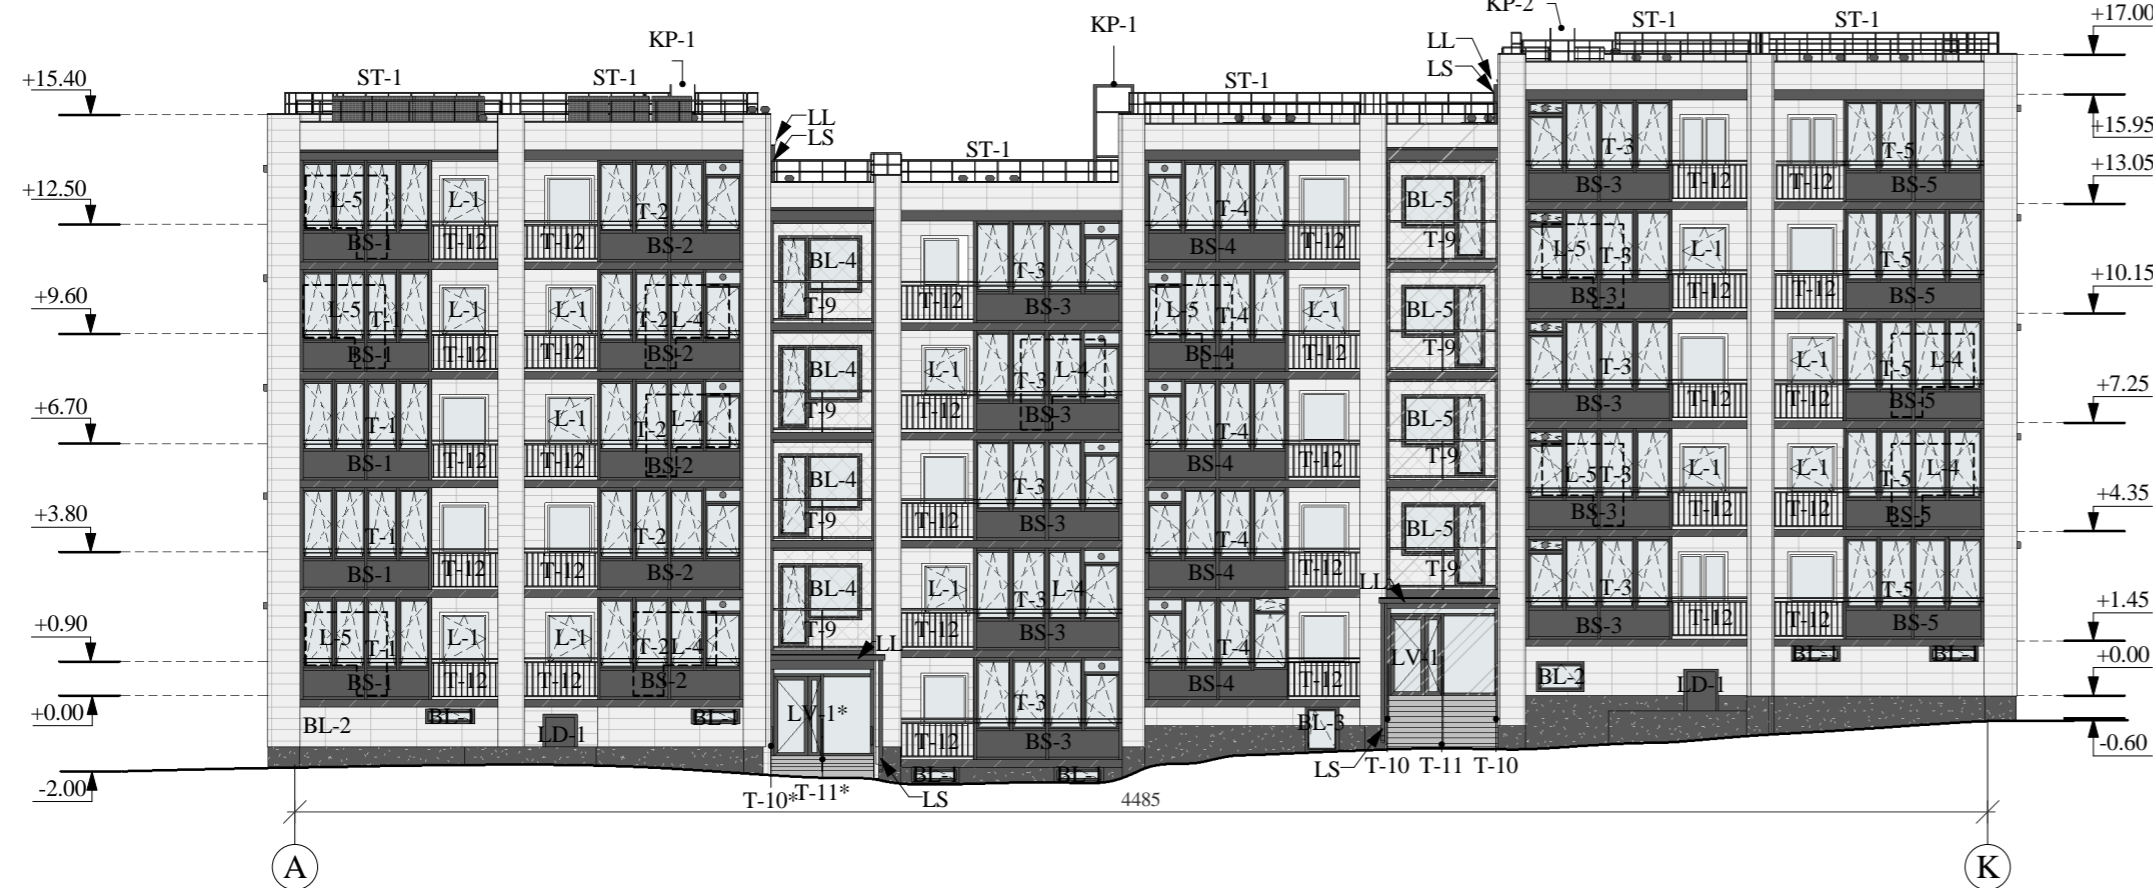 KP-2
ST-1
ST-1
+17.00
KP-1
KP-1
LL
LS
+15.40
ST-1
ST-1
ST-1
LL
LS
ST-1
+15.95
T-3
T-5
+13.05
BS-3
T-12
T-12
BS-5
+12.50
L-5
L-1
T-2
T-4
BL-5
BS-1
T-12
T-12
BS-2
BS-4
T-12
T-9
BL-4
T-3
T-9
T-12
BS-3
L-5
T-3
L-1
T-5
BS-3
T-12
T-12
BS-5
+10.15
+9.60
L-5
T-1
L-1
L-1
T-2
L-4
L-5
T-4
L-1
BL-5
BS-1
T-12
T-12
BS-2
BS-4
T-12
T-9
BL-4
L-1
T-3
L-4
T-9
T-12
BS-3
T-3
L-1
T-5
L-4
BS-3
T-12
T-12
BS-5
+7.25
+6.70
T-1
L-1
T-2
L-4
T-4
BL-5
BS-1
T-12
T-12
BS-2
BS-4
T-12
T-9
BL-4
T-3
T-9
T-12
BS-3
L-5
T-3
L-1
L-1
T-5
L-4
BS-3
T-12
T-12
BS-5
+4.35
+3.80
T-1
T-2
T-4
BL-5
BS-1
T-12
T-12
BS-2
BS-4
T-12
T-9
BL-4
L-1
T-3
L-4
T-9
T-12
BS-3
LL
T-3
T-5
BS-3
T-12
T-12
BS-5
+1.45
+0.90
L-5
T-1
L-1
L-1
T-2
L-4
LL
T-4
LV-1
BS-1
T-12
T-12
BS-2
T-3
BS-4
T-12
BL-2
LD-1
BL-1
BL-1
+0.00
+0.00
BL-2
BL-1
LD-1
BL-1
LV-1*
T-12
BS-3
BL-3
-0.60
-2.00
BL-1
BL-1
LS
T-10
T-11
T-10
T-10*
T-11*
LS
4485
A
K